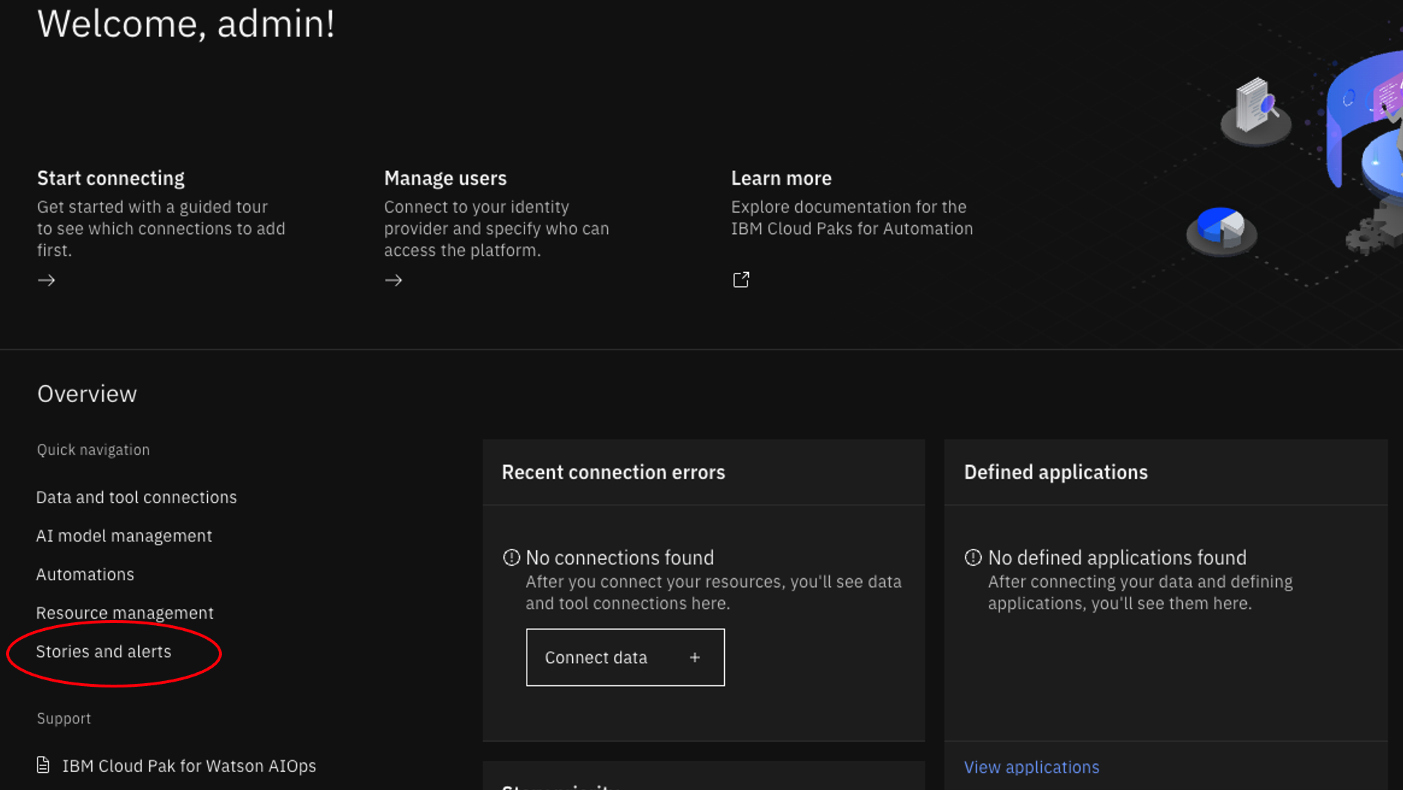 Welcome, admin!
Start connecting
Get started with a guided tour
to see which connections to add
first.
Manage users
Connect to your identity
provider and specify who can
access the platform.
Learn more
Explore documentation for the
IBM Cloud Paks for Automation
Overview
Quick navigation
Data and tool connections
AI model management
Automations
Resource management
Stories and alerts
Support
IBM Cloud Pak for Watson AIOps
Recent connection errors
No connections found
After you connect your resources, you'll see data
and tool connections here.
Connect data +
Defined applications
No defined applications found
After connecting your data and defining
applications, you'll see them here.
View applications